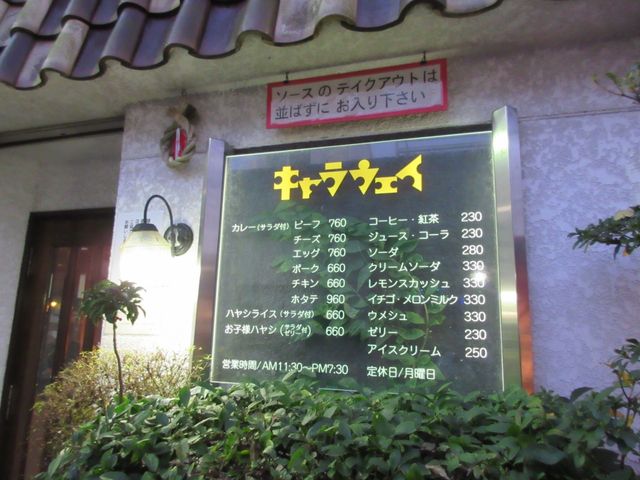 ソースの テイクアウトは
並ばずに お入り下さい
キャラウェイ
カレー(サラダ付) ビーフ 760
チーズ 760
エッグ 760
ポーク 660
チキン 660
ホタテ 960
ハヤシライス(サラダ付) 660
お子様ハヤシ(サラダ ゼリー付) 660
営業時間/AM11:30〜PM7:30
コーヒー・紅茶 230
ジュース・コーラ 230
ソーダ 280
クリームソーダ 330
レモンスカッシュ 330
イチゴ・メロンミルク 330
ウメシュ 330
ゼリー 230
アイスクリーム 250
定休日/月曜日